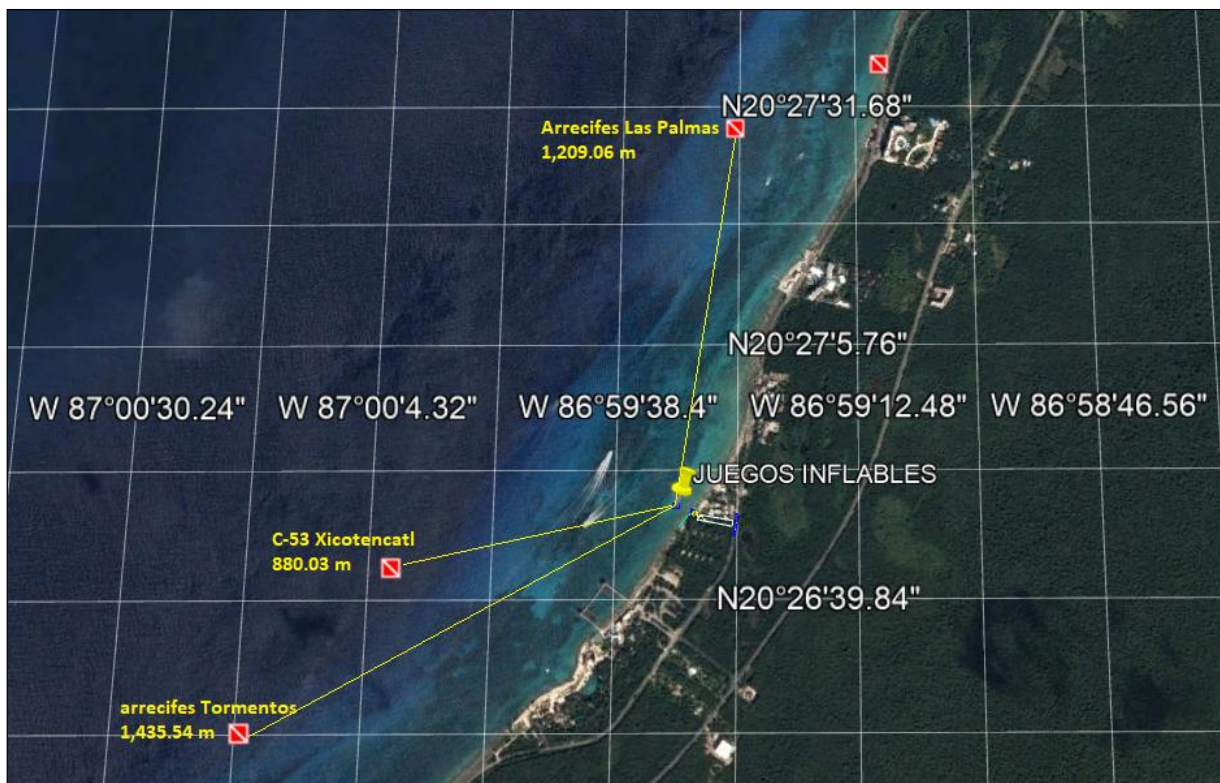 N20°27'31.68"
Arrecifes Las Palmas
1,209.06 m
N20°27'5.76"
W 87°00'30.24"
W 87°00'4.32"
W 86°59'38.4"
W 86°59'12.48"
W 86°58'46.56"
JUEGOS INFLABLES
C-53 Xicotencatl
880.03 m
N20°26'39.84"
arrecifes Tormentos
1,435.54 m